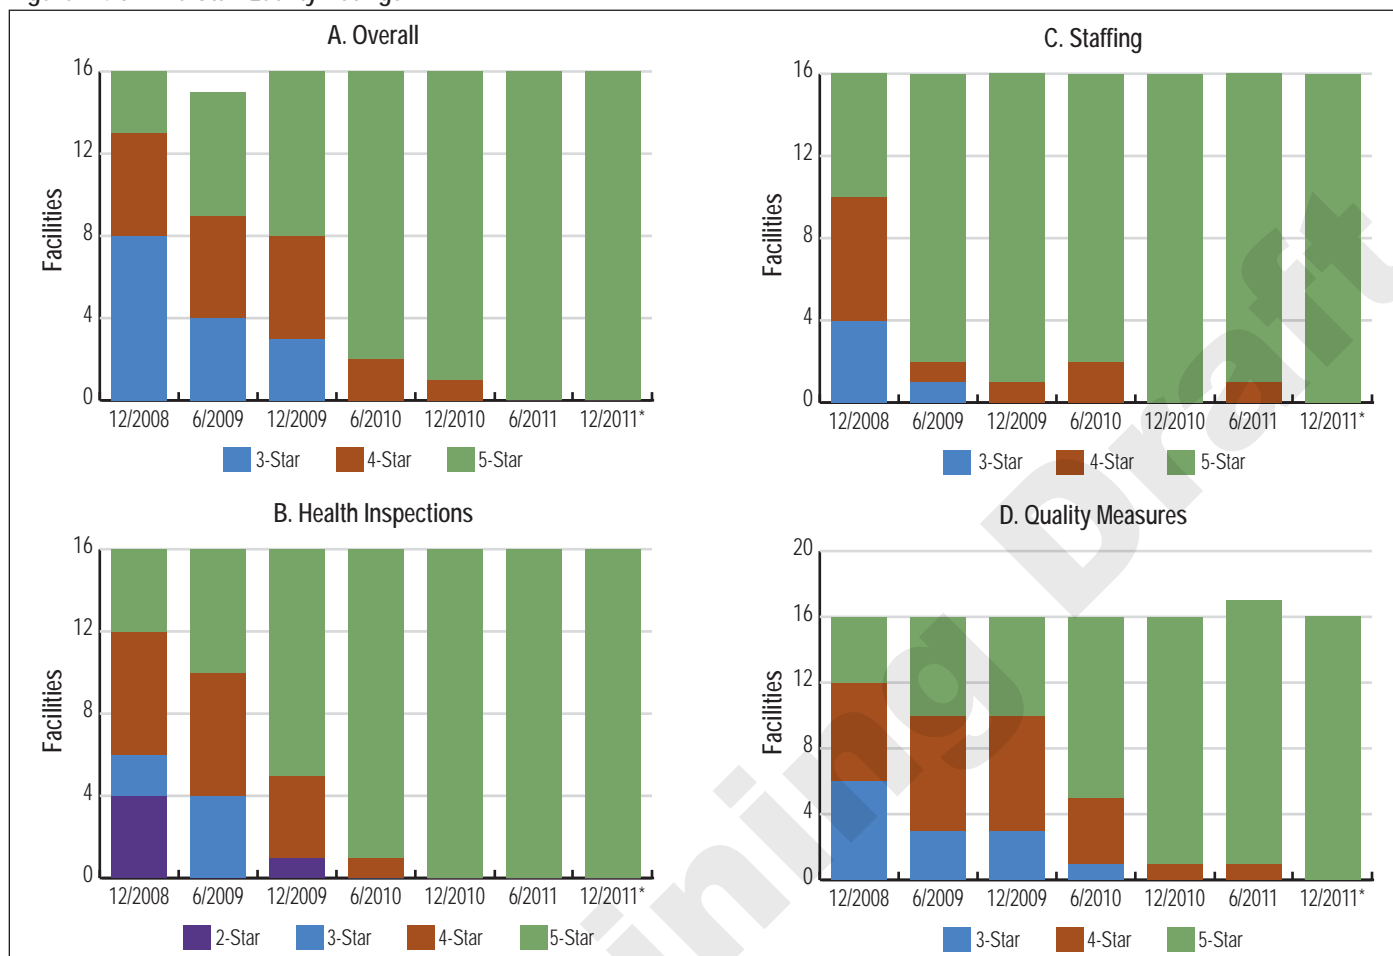 A. Overall
Facilities
16
12
8
4
0
12/2008 6/2009 12/2009 6/2010 12/2010 6/2011 12/2011*
3-Star 4-Star 5-Star
C. Staffing
Facilities
16
12
8
4
0
12/2008 6/2009 12/2009 6/2010 12/2010 6/2011 12/2011*
3-Star 4-Star 5-Star
B. Health Inspections
Facilities
16
12
8
4
0
12/2008 6/2009 12/2009 6/2010 12/2010 6/2011 12/2011*
2-Star 3-Star 4-Star 5-Star
D. Quality Measures
Facilities
20
16
12
8
4
0
12/2008 6/2009 12/2009 6/2010 12/2010 6/2011 12/2011*
3-Star 4-Star 5-Star
ining Draft